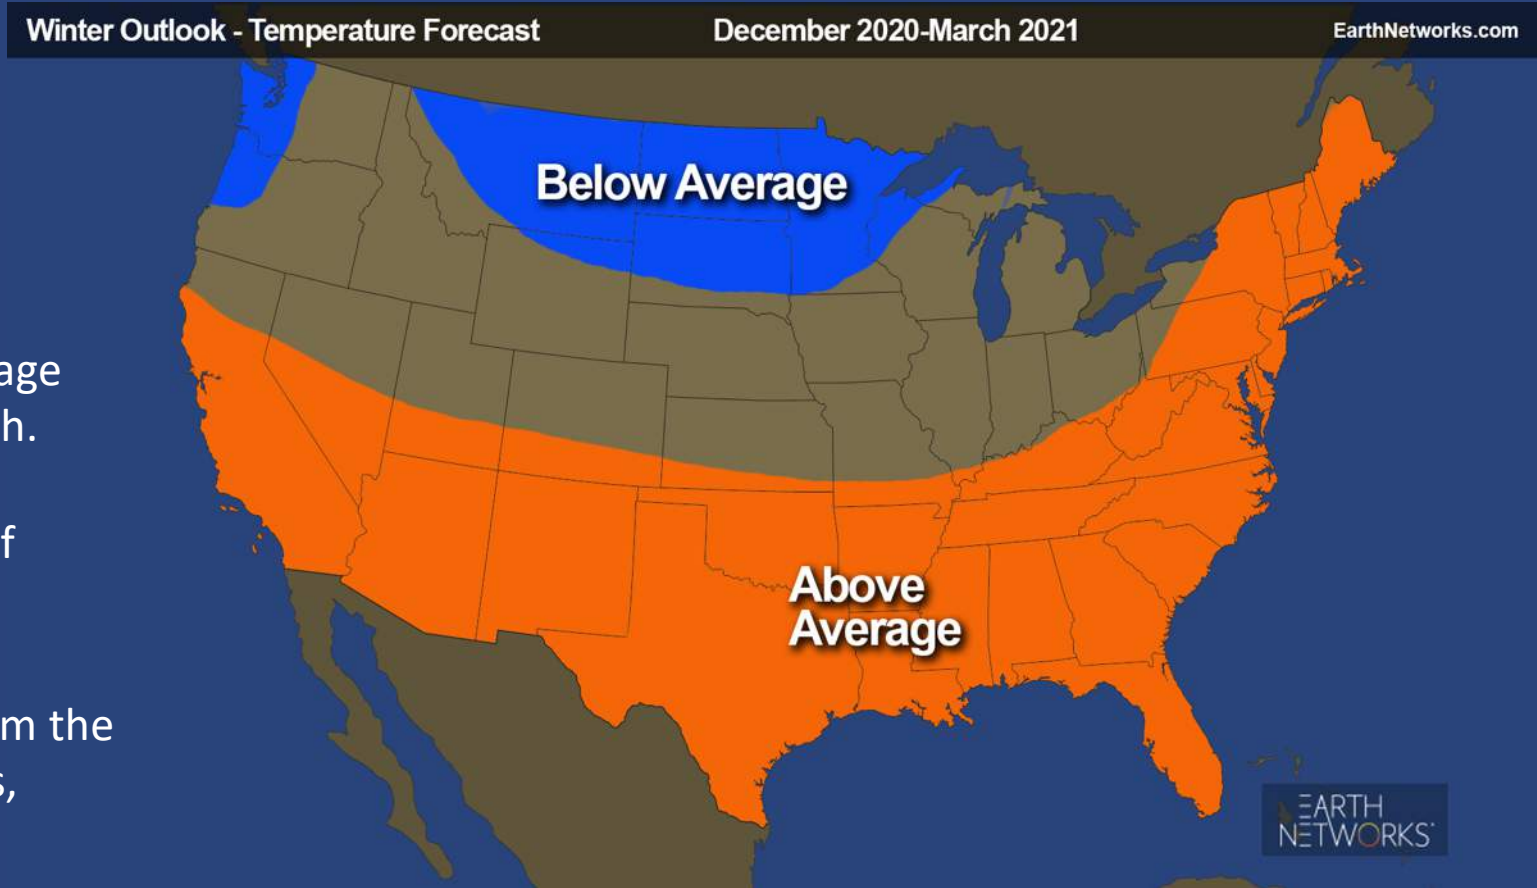 Winter Outlook - Temperature Forecast December 2020-March 2021 EarthNetworks.com
Below Average
age
h.
f
Above
Average
m the
s,
EARTH
NETWORKS